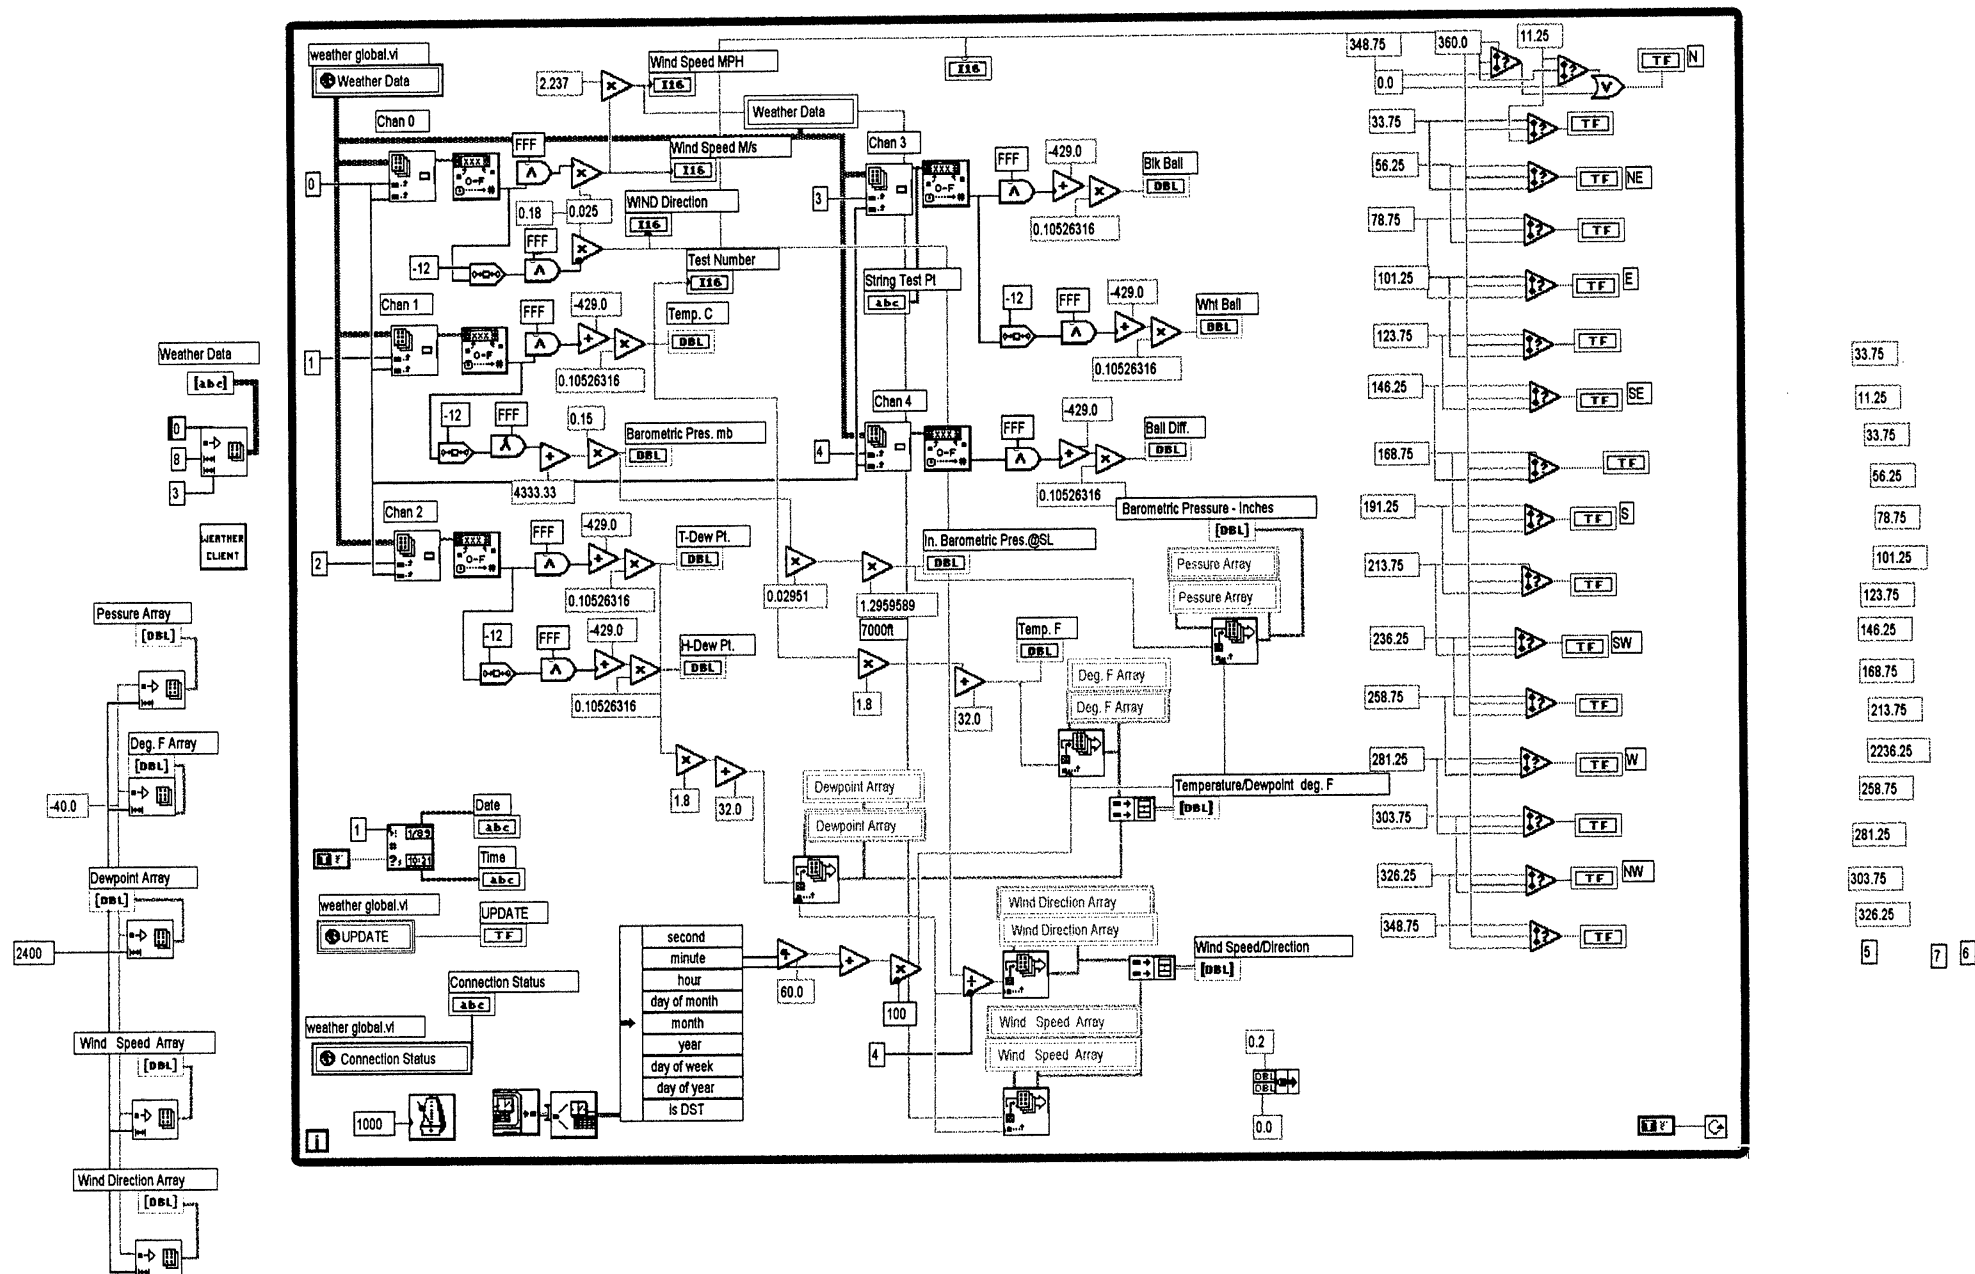 weather global.vi
Weather Data
Chan 0
0
FFF
2.237
Wind Speed MPH
I16
Wind Speed M/s
I16
0.18
0.025
WIND Direction
I16
-12
FFF
Test Number
I16
Chan 1
1
FFF
-429.0
0.10526316
Temp. C
DBL
-12
FFF
0.15
4333.33
Barometric Pres. mb
DBL
Chan 2
2
FFF
-429.0
0.10526316
T-Dew Pt.
DBL
-12
FFF
-429.0
0.10526316
H-Dew Pt.
DBL
1.8
32.0
Weather Data
I16
Chan 3
3
FFF
-429.0
0.10526316
Blk Ball
DBL
String Test Pt
abc
-12
FFF
-429.0
0.10526316
Wht Ball
DBL
Chan 4
4
FFF
-429.0
0.10526316
Ball Diff.
DBL
Barometric Pressure - Inches
[DBL]
In. Barometric Pres.@SL
DBL
0.02951
1.2959589
7000ft
Pessure Array
Pessure Array
1.8
32.0
Temp. F
DBL
Deg. F Array
Deg. F Array
Temperature/Dewpoint deg. F
[DBL]
Dewpoint Array
Dewpoint Array
1
Date
abc
Time
abc
weather global.vi
UPDATE
UPDATE
TF
Connection Status
abc
weather global.vi
Connection Status
1000
i
second
minute
hour
day of month
month
year
day of week
day of year
is DST
60.0
100
4
Wind Direction Array
Wind Direction Array
Wind Speed/Direction
[DBL]
Wind Speed Array
Wind Speed Array
0.2
DBL
DBL
0.0
348.75
360.0
11.25
0.0
TF
N
33.75
TF
56.25
TF
NE
78.75
TF
101.25
TF
E
123.75
TF
146.25
TF
SE
168.75
TF
191.25
TF
S
213.75
TF
236.25
TF
SW
258.75
TF
281.25
TF
W
303.75
TF
326.25
TF
NW
348.75
TF
Weather Data
[abc]
0
8
3
WEATHER
CLIENT
Pessure Array
[DBL]
Deg. F Array
[DBL]
-40.0
Dewpoint Array
[DBL]
2400
Wind Speed Array
[DBL]
Wind Direction Array
[DBL]
33.75
11.25
33.75
56.25
78.75
101.25
123.75
146.25
168.75
213.75
2236.25
258.75
281.25
303.75
326.25
5
7
6